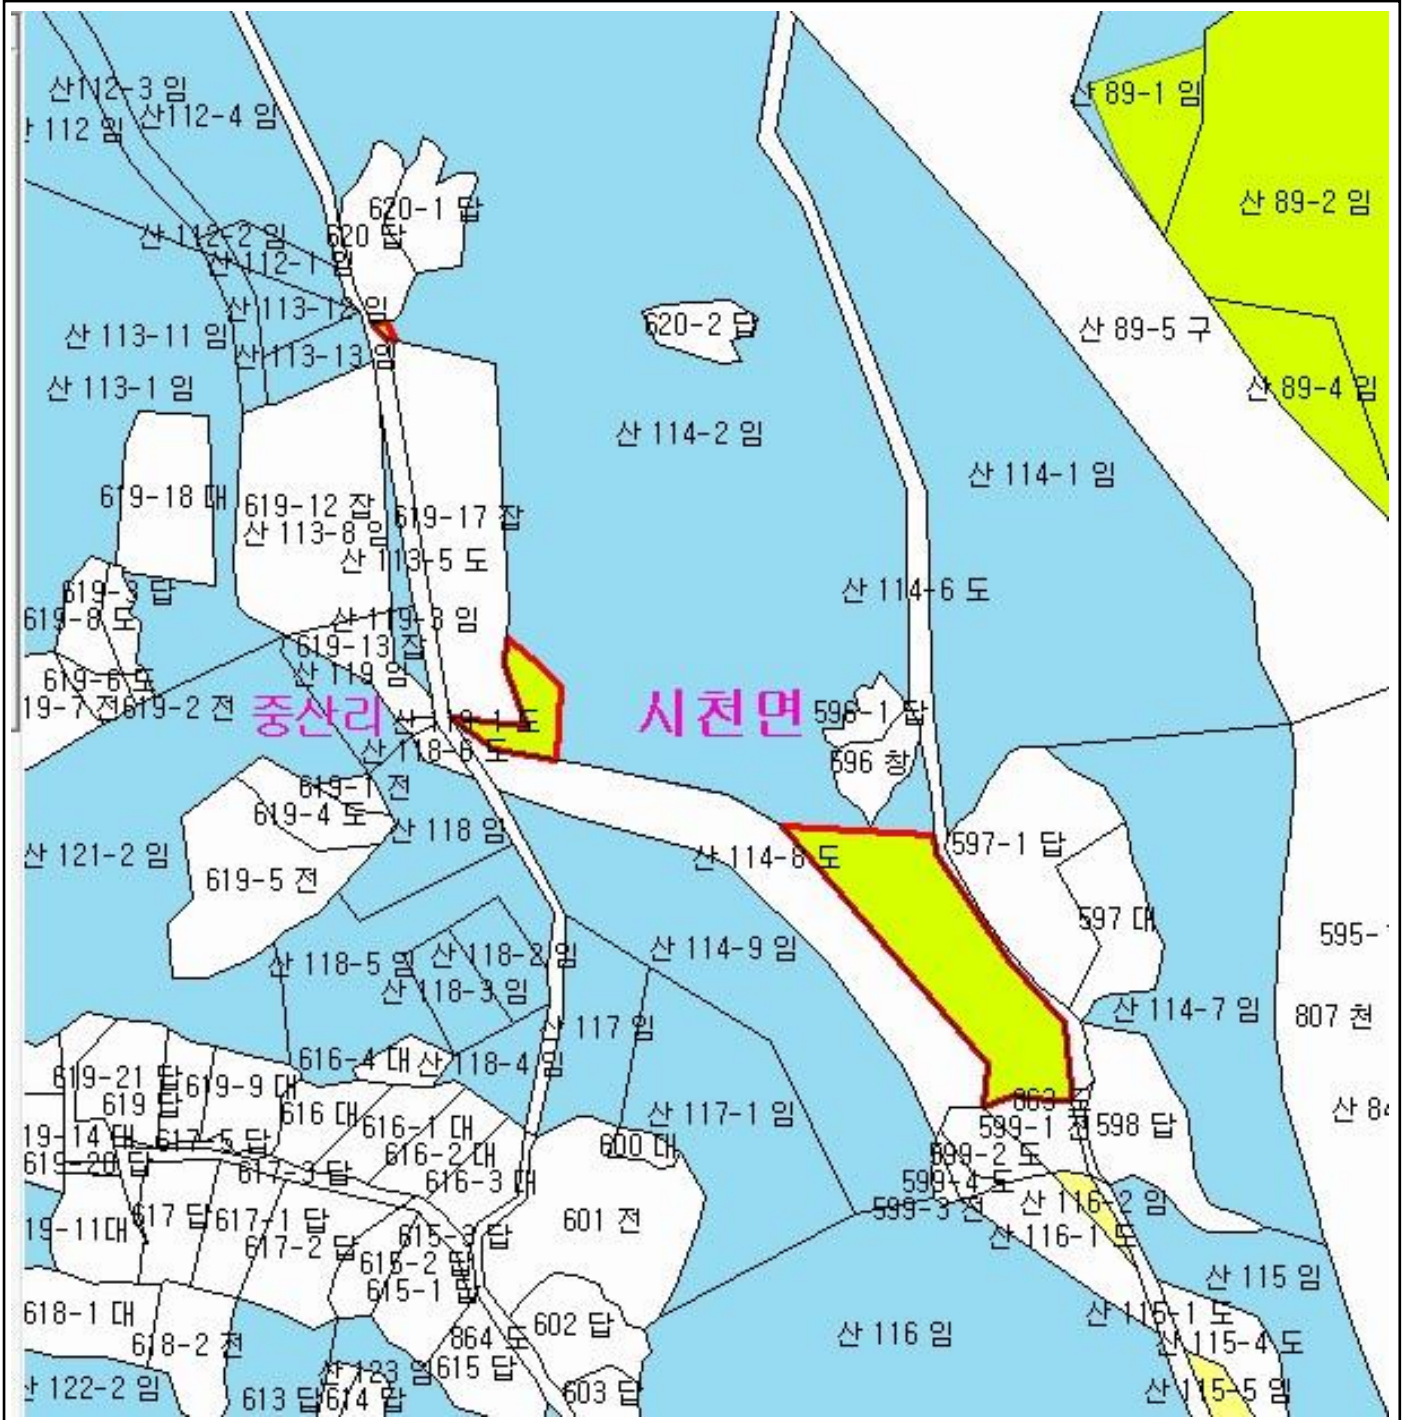 산112-3 임
산112-4 임
112 임
산 89-1 임
산 89-2 임
620-1 답
620 답
산 112-2 임
산 112-1 임
산 113-12 임
산 113-11 임
620-2 답
산 89-5 구
산 113-13 임
산 113-1 임
산 89-4 임
산 114-2 임
산 114-1 임
619-18 대
619-12 잡
619-17 잡
산 113-8 임
산 113-5 도
619-3 답
산 114-6 도
619-8 도
산 119-3 임
619-13 잡
산 119 임
619-6 도
19-7 전
619-2 전
중산리
시천면
596-1 답
산 118-6 도
596 창
619-1 전
619-4 도
산 118 임
597-1 답
산 121-2 임
산 114-8 도
619-5 전
597 대
595-
산 118-5 임
산 118-2 임
산 114-9 임
산 118-3 임
산 114-7 임
807 천
산 117 임
616-4 대
산 118-4 임
619-21 답
619-9 대
619 답
616 대
616-1 대
산 117-1 임
863 도
599-1 전
598 답
19-14 대
617-5 답
616-2 대
600 대
599-2 도
619-20 답
617-3 답
616-3 대
599-4 도
599-3 전
산 116-2 임
19-11대
617 답
617-1 답
617-2 답
615-3 답
601 전
산 116-1 도
615-2 답
615-1 답
산 115 임
618-1 대
618-2 전
864 도
602 답
산 116 임
산 115-1 도
산 115-4 도
122-2 임
산 123 임
615 답
613 답
614 답
603 답
산 115-5 임